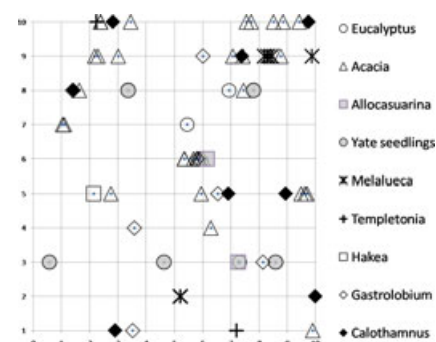 10
Eucalyptus
9
Acacia
8
Allocasuarina
7
Yate seedlings
6
Melalueca
5
Templetonia
4
Hakea
3
Gastrolobium
2
Calothamnus
1